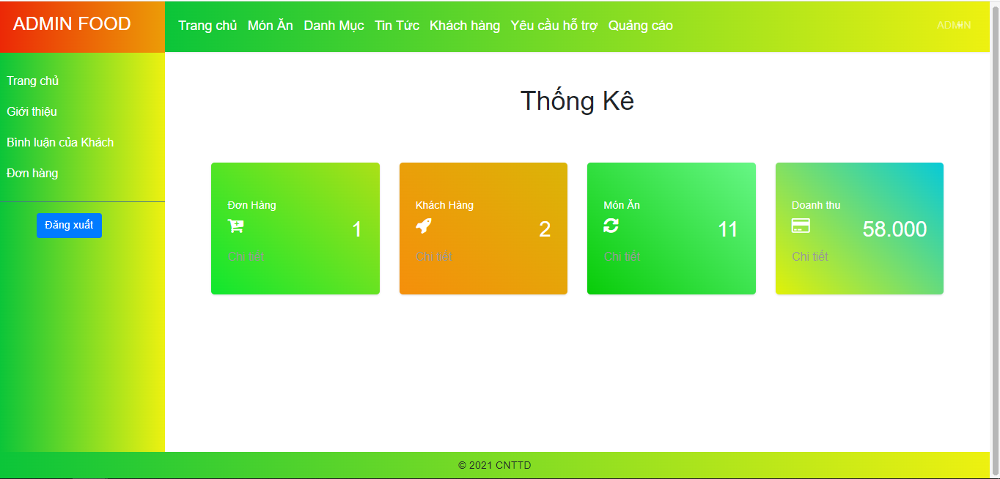 ADMIN FOOD
Trang chủ Món Ăn Danh Mục Tin Tức Khách hàng Yêu cầu hỗ trợ Quảng cáo
ADMIN
Trang chủ
Giới thiệu
Bình luận của Khách
Đơn hàng
Đăng xuất
Thống Kê
Đơn Hàng
1
Chi tiết
Khách Hàng
2
Chi tiết
Món Ăn
11
Chi tiết
Doanh thu
58.000
Chi tiết
© 2021 CNTTD